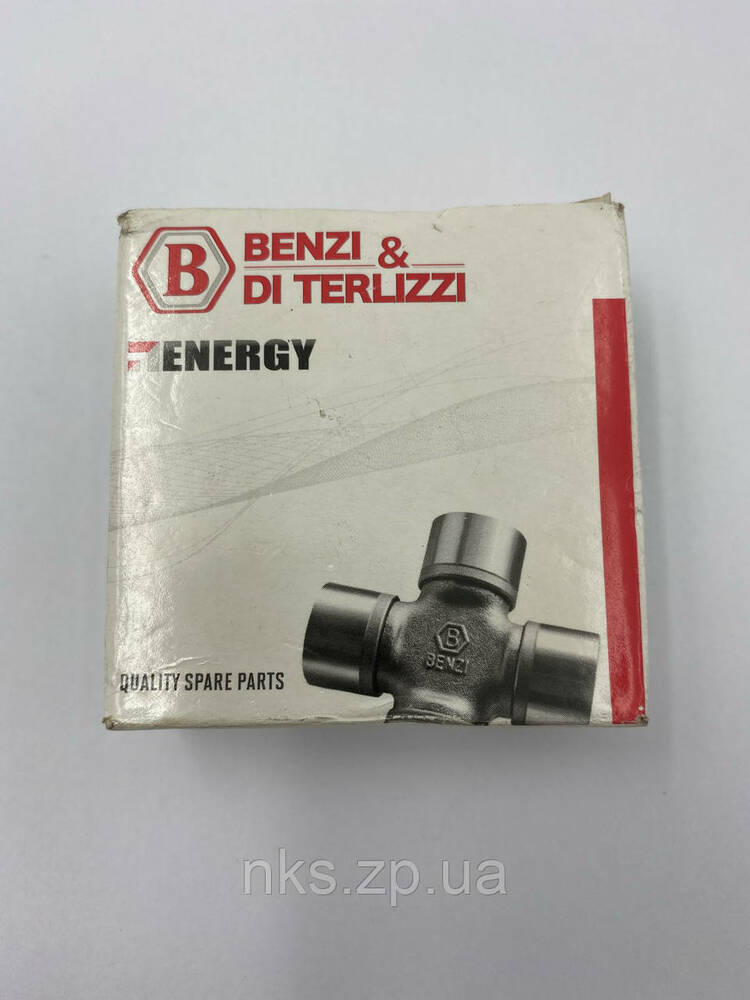 B
BENZI &
DI TERLIZZI
ENERGY
B
BENZI
QUALITY SPARE PARTS
nks.zp.ua